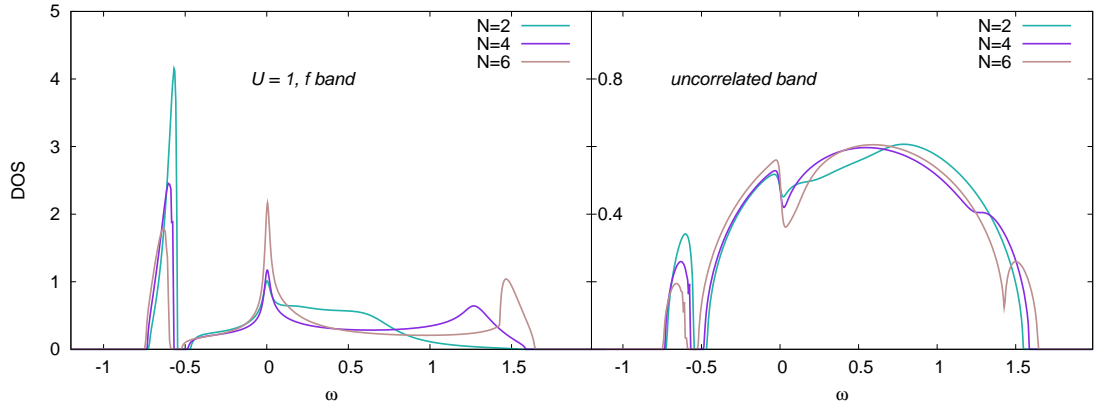 5
4
3
2
1
0
DOS
-1
-0.5
0
0.5
1
1.5
ω
N=2
N=4
N=6
U = 1, f band
0.8
0.4
-1
-0.5
0
0.5
1
1.5
ω
N=2
N=4
N=6
uncorrelated band